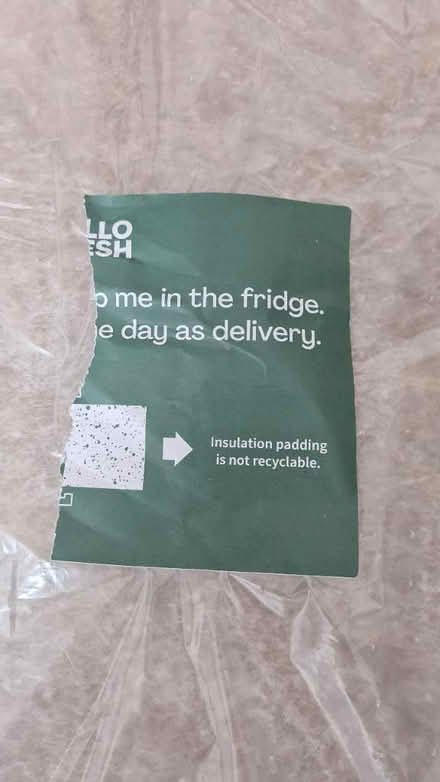 LLO
ESH
p me in the fridge.
e day as delivery.
Insulation padding
is not recyclable.